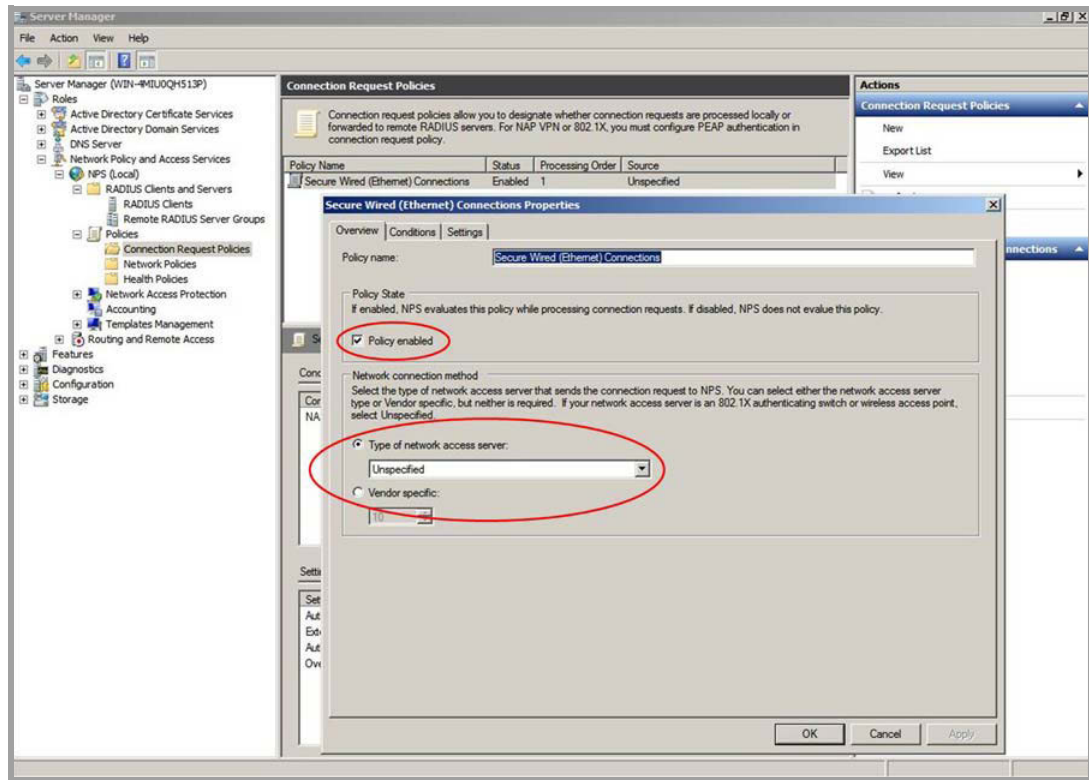 Server Manager
File Action View Help
Server Manager (WIN-4MIU0QH513P)
Roles
Active Directory Certificate Services
Active Directory Domain Services
DNS Server
Network Policy and Access Services
NPS (Local)
RADIUS Clients and Servers
RADIUS Clients
Remote RADIUS Server Groups
Policies
Connection Request Policies
Network Policies
Health Policies
Network Access Protection
Accounting
Templates Management
Routing and Remote Access
Features
Diagnostics
Configuration
Storage
Connection Request Policies
Connection request policies allow you to designate whether connection requests are processed locally or
forwarded to remote RADIUS servers. For NAP VPN or 802.1X, you must configure PEAP authentication in
connection request policy.
Policy Name Status Processing Order Source
Secure Wired (Ethernet) Connections Enabled 1 Unspecified
Secure Wired (Ethernet) Connections Properties
Overview Conditions Settings
Policy name: Secure Wired (Ethernet) Connections
Policy State
If enabled, NPS evaluates this policy while processing connection requests. If disabled, NPS does not evaluate this policy.
Policy enabled
Network connection method
Select the type of network access server that sends the connection request to NPS. You can select either the network access server
type or Vendor specific, but neither is required. If your network access server is an 802.1X authenticating switch or wireless access point,
select Unspecified.
Type of network access server:
Unspecified
Vendor specific:
10
OK Cancel Apply
Actions
Connection Request Policies
New
Export List
View